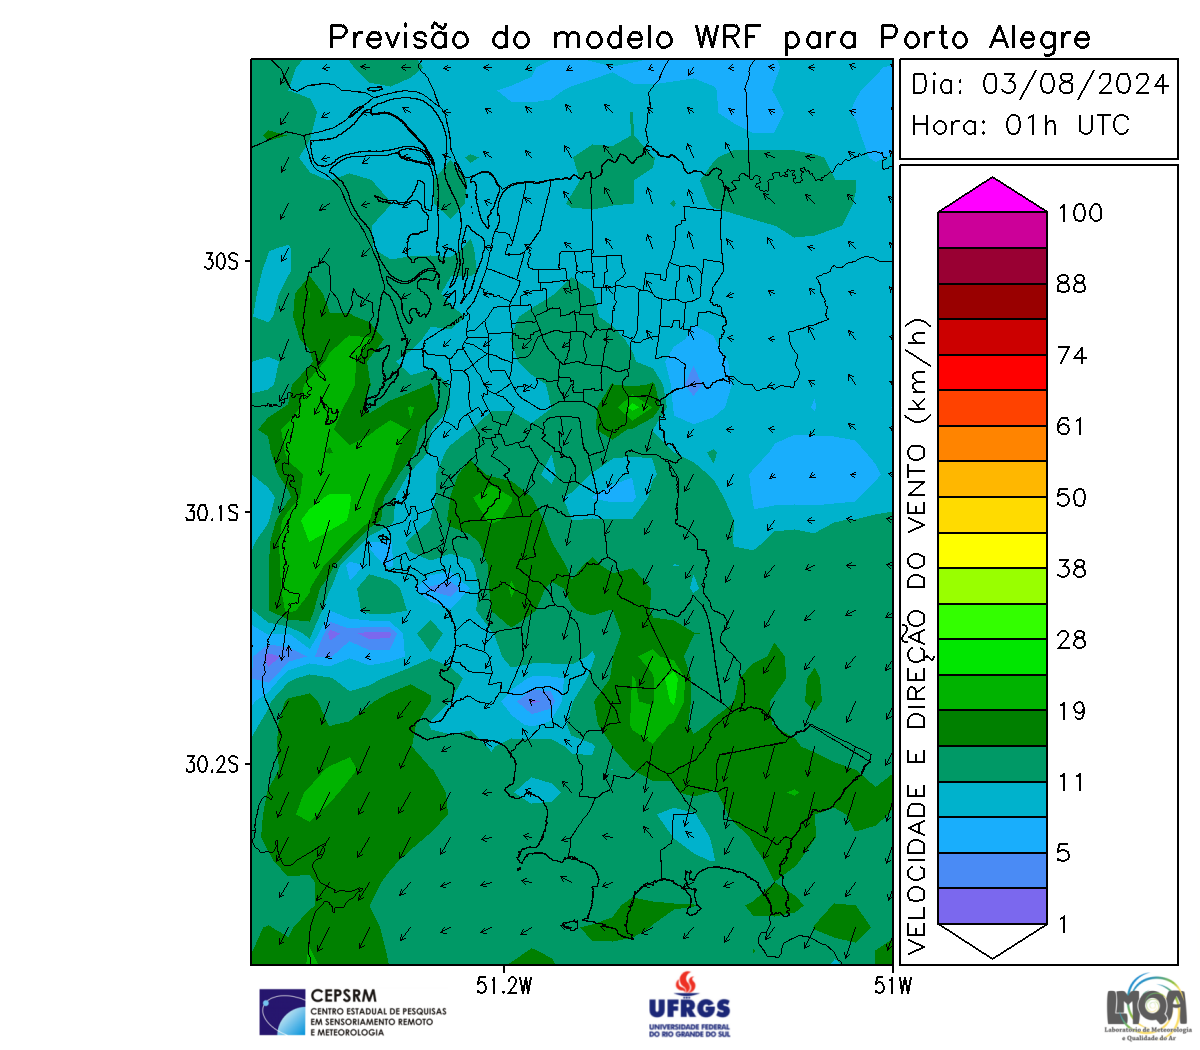 Previsão do modelo WRF para Porto Alegre
Dia: 03/08/2024
Hora: 01h UTC
30S
30.1S
30.2S
51.2W
51W
VELOCIDADE E DIREÇÃO DO VENTO (km/h)
100
88
74
61
50
38
28
19
11
5
1
CEPSRM
CENTRO ESTADUAL DE PESQUISAS
EM SENSORIAMENTO REMOTO
E METEOROLOGIA
UFRGS
UNIVERSIDADE FEDERAL
DO RIO GRANDE DO SUL
LMQA
Laboratório de Meteorologia
e Qualidade do Ar